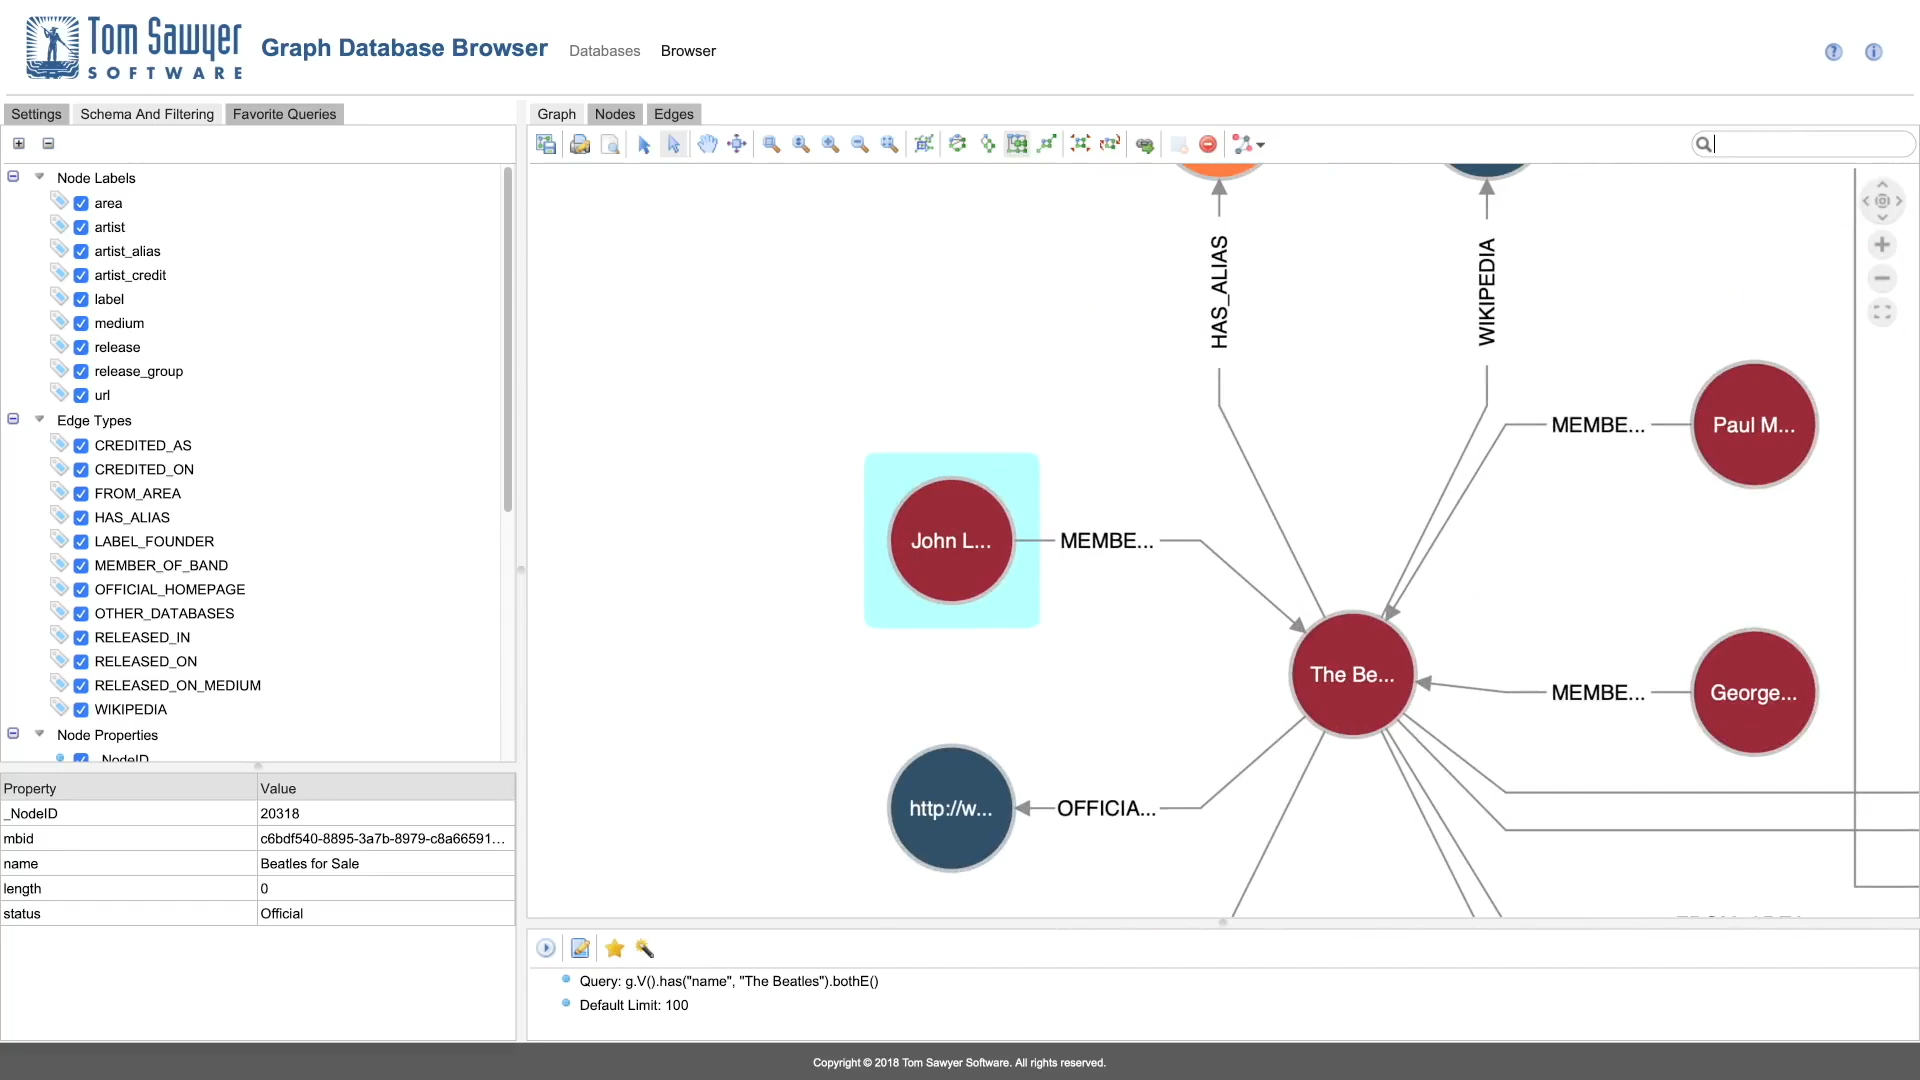 Tom Sawyer
SOFTWARE
Graph Database Browser
Databases
Browser
Settings
Schema And Filtering
Favorite Queries
Graph
Nodes
Edges
Node Labels
area
artist
artist_alias
artist_credit
label
medium
release
release_group
url
Edge Types
CREDITED_AS
CREDITED_ON
FROM_AREA
HAS_ALIAS
LABEL_FOUNDER
MEMBER_OF_BAND
OFFICIAL_HOMEPAGE
OTHER_DATABASES
RELEASED_IN
RELEASED_ON
RELEASED_ON_MEDIUM
WIKIPEDIA
Node Properties
_NodeID
Property Value
_NodeID 20318
mbid c6bdf540-8895-3a7b-8979-c8a66591...
name Beatles for Sale
length 0
status Official
HAS_ALIAS
WIKIPEDIA
MEMBE...
Paul M...
John L...
MEMBE...
The Be...
MEMBE...
George...
http://w...
OFFICIA...
Query: g.V().has("name", "The Beatles").bothE()
Default Limit: 100
Copyright © 2018 Tom Sawyer Software. All rights reserved.